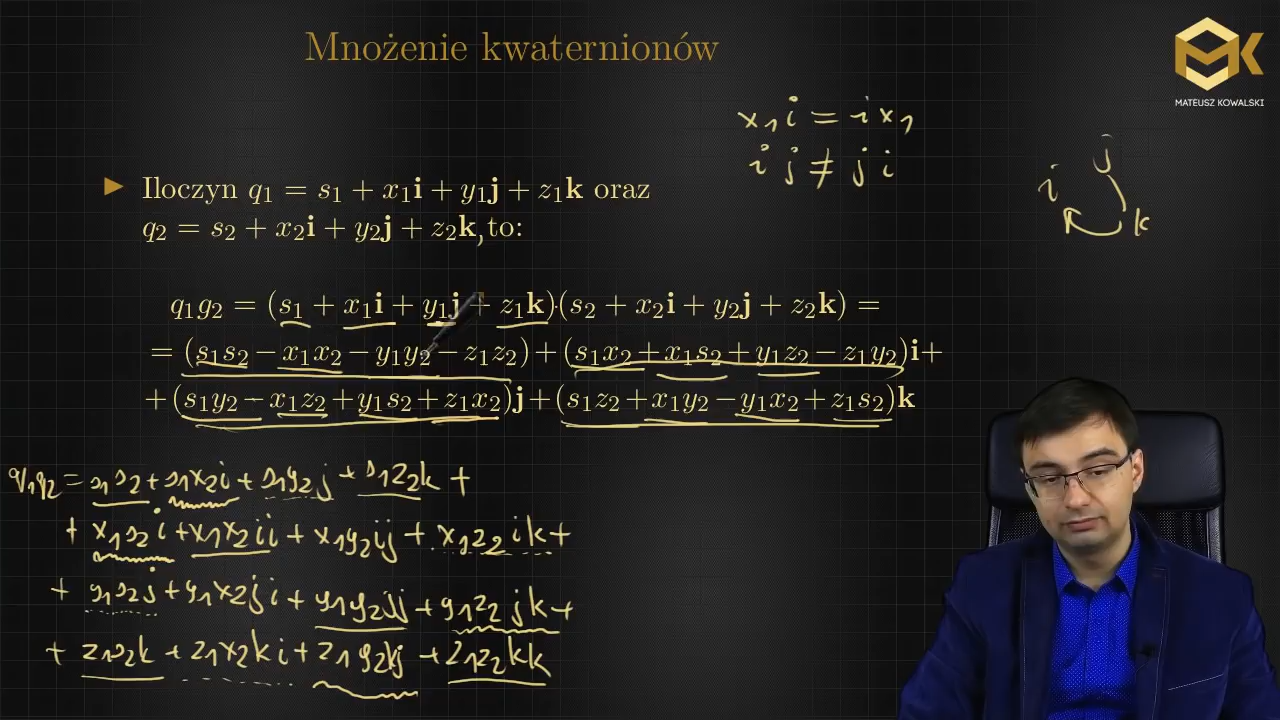 Mnożenie kwaternionów
MK
MATEUSZ KOWALSKI
x₁i = ix₁
ij ≠ ji
i j k
▶ Iloczyn q₁ = s₁ + x₁i + y₁j + z₁k oraz
q₂ = s₂ + x₂i + y₂j + z₂k, to:
q₁g₂ = (s₁ + x₁i + y₁j + z₁k)·(s₂ + x₂i + y₂j + z₂k) =
= (s₁s₂ − x₁x₂ − y₁y₂ − z₁z₂) + (s₁x₂ + x₁s₂ + y₁z₂ − z₁y₂)i+
+ (s₁y₂ − x₁z₂ + y₁s₂ + z₁x₂)j + (s₁z₂ + x₁y₂ − y₁x₂ + z₁s₂)k
q₁q₂ = s₁s₂ + s₁x₂i + s₁y₂j + s₁z₂k +
+ x₁s₂i + x₁x₂ii + x₁y₂ij + x₁z₂ik +
+ y₁s₂j + y₁x₂ji + y₁y₂jj + y₁z₂jk +
+ z₁s₂k + z₁x₂ki + z₁y₂kj + z₁z₂kk